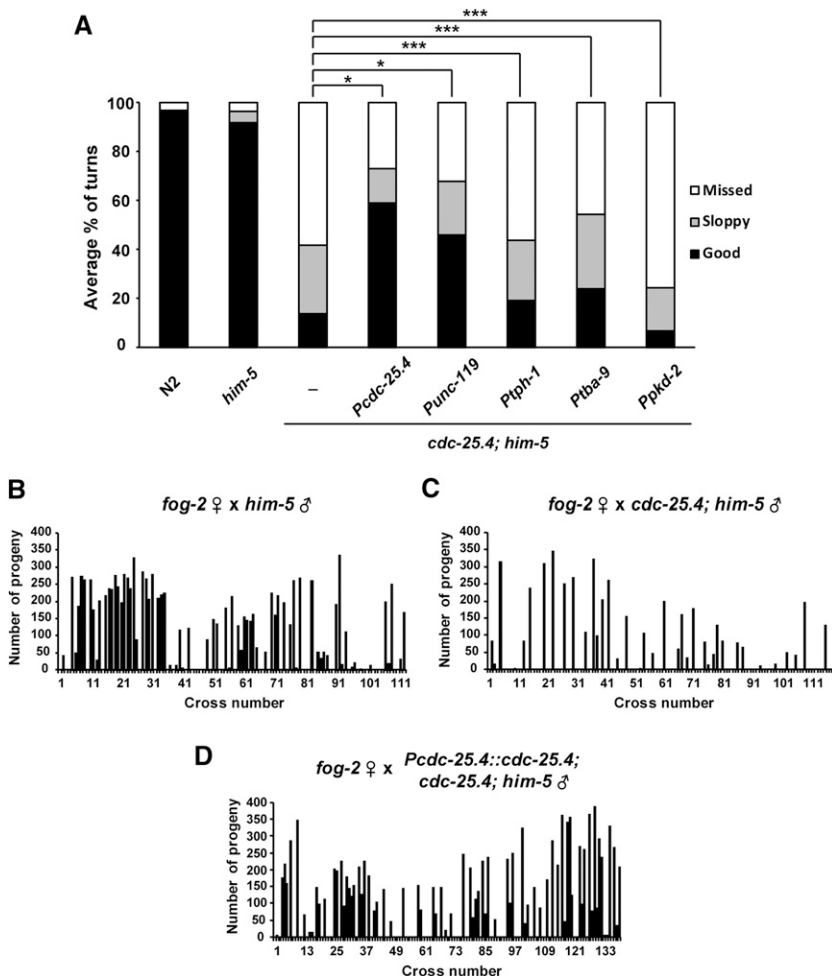 A
***
***
***
*
*
100
80
60
40
20
0
Average % of turns
Missed
Sloppy
Good
N2
him-5
–
Pcdc-25.4
Punc-119
Ptph-1
Ptba-9
Ppkd-2
cdc-25.4; him-5
B
fog-2 ♀ x him-5 ♂
Number of progeny
400
350
300
250
200
150
100
50
0
1 11 21 31 41 51 61 71 81 91 101 111
Cross number
C
fog-2 ♀ x cdc-25.4; him-5 ♂
Number of progeny
400
350
300
250
200
150
100
50
0
1 11 21 31 41 51 61 71 81 91 101 111
Cross number
D
fog-2 ♀ x Pcdc-25.4::cdc-25.4;
cdc-25.4; him-5 ♂
Number of progeny
400
350
300
250
200
150
100
50
0
1 13 25 37 49 61 73 85 97 109 121 133
Cross number